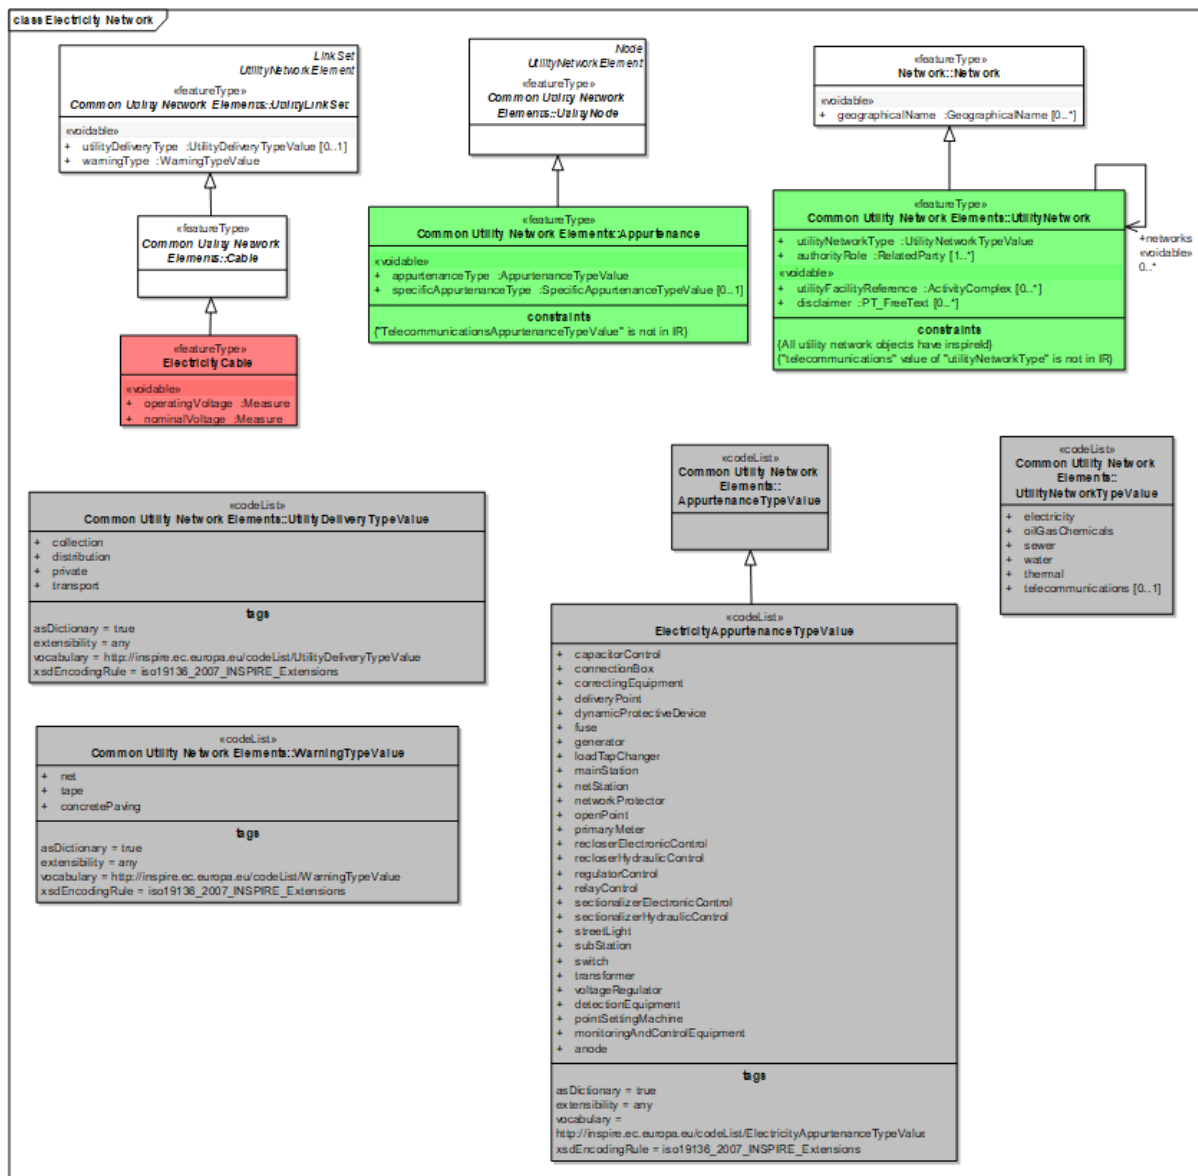 class Electricity Network
LinkSet
UtilityNetworkElement
«featureType»
Common Utility Network Elements::UtilityLinkSet
«voidable»
+ utilityDeliveryType :UtilityDeliveryTypeValue [0..1]
+ warningType :WarningTypeValue
«featureType»
Common Utility Network
Elements::Cable
«featureType»
ElectricityCable
«voidable»
+ operatingVoltage :Measure
+ nominalVoltage :Measure
Node
UtilityNetworkElement
«featureType»
Common Utility Network
Elements::UtilityNode
«featureType»
Common Utility Network Elements::Appurtenance
«voidable»
+ appurtenanceType :AppurtenanceTypeValue
+ specificAppurtenanceType :SpecificAppurtenanceTypeValue [0..1]
constraints
{"TelecommunicationsAppurtenanceTypeValue" is not in IR}
«featureType»
Network::Network
«voidable»
+ geographicalName :GeographicalName [0..*]
«featureType»
Common Utility Network Elements::UtilityNetwork
+ utilityNetworkType :UtilityNetworkTypeValue
+ authorityRole :RelatedParty [1..*]
«voidable»
+ utilityFacilityReference :ActivityComplex [0..*]
+ disclaimer :PT_FreeText [0..*]
constraints
{All utility network objects have inspireId}
{"telecommunications" value of "utilityNetworkType" is not in IR}
+networks
«voidable»
0..*
«codeList»
Common Utility Network Elements::UtilityDeliveryTypeValue
+ collection
+ distribution
+ private
+ transport
tags
asDictionary = true
extensibility = any
vocabulary = http://inspire.ec.europa.eu/codeList/UtilityDeliveryTypeValue
xsdEncodingRule = iso19136_2007_INSPIRE_Extensions
«codeList»
Common Utility Network Elements::WarningTypeValue
+ net
+ tape
+ concretePaving
tags
asDictionary = true
extensibility = any
vocabulary = http://inspire.ec.europa.eu/codeList/WarningTypeValue
xsdEncodingRule = iso19136_2007_INSPIRE_Extensions
«codeList»
Common Utility Network
Elements::
AppurtenanceTypeValue
«codeList»
ElectricityAppurtenanceTypeValue
+ capacitorControl
+ connectionBox
+ correctingEquipment
+ deliveryPoint
+ dynamicProtectiveDevice
+ fuse
+ generator
+ loadTapChanger
+ mainStation
+ netStation
+ networkProtector
+ openPoint
+ primaryMeter
+ recloserElectronicControl
+ recloserHydraulicControl
+ regulatorControl
+ relayControl
+ sectionalizerElectronicControl
+ sectionalizerHydraulicControl
+ streetLight
+ subStation
+ switch
+ transformer
+ voltageRegulator
+ detectionEquipment
+ pointSettingMachine
+ monitoringAndControlEquipment
+ anode
tags
asDictionary = true
extensibility = any
vocabulary =
http://inspire.ec.europa.eu/codeList/ElectricityAppurtenanceTypeValue
xsdEncodingRule = iso19136_2007_INSPIRE_Extensions
«codeList»
Common Utility Network
Elements::
UtilityNetworkTypeValue
+ electricity
+ oilGasChemicals
+ sewer
+ water
+ thermal
+ telecommunications [0..1]